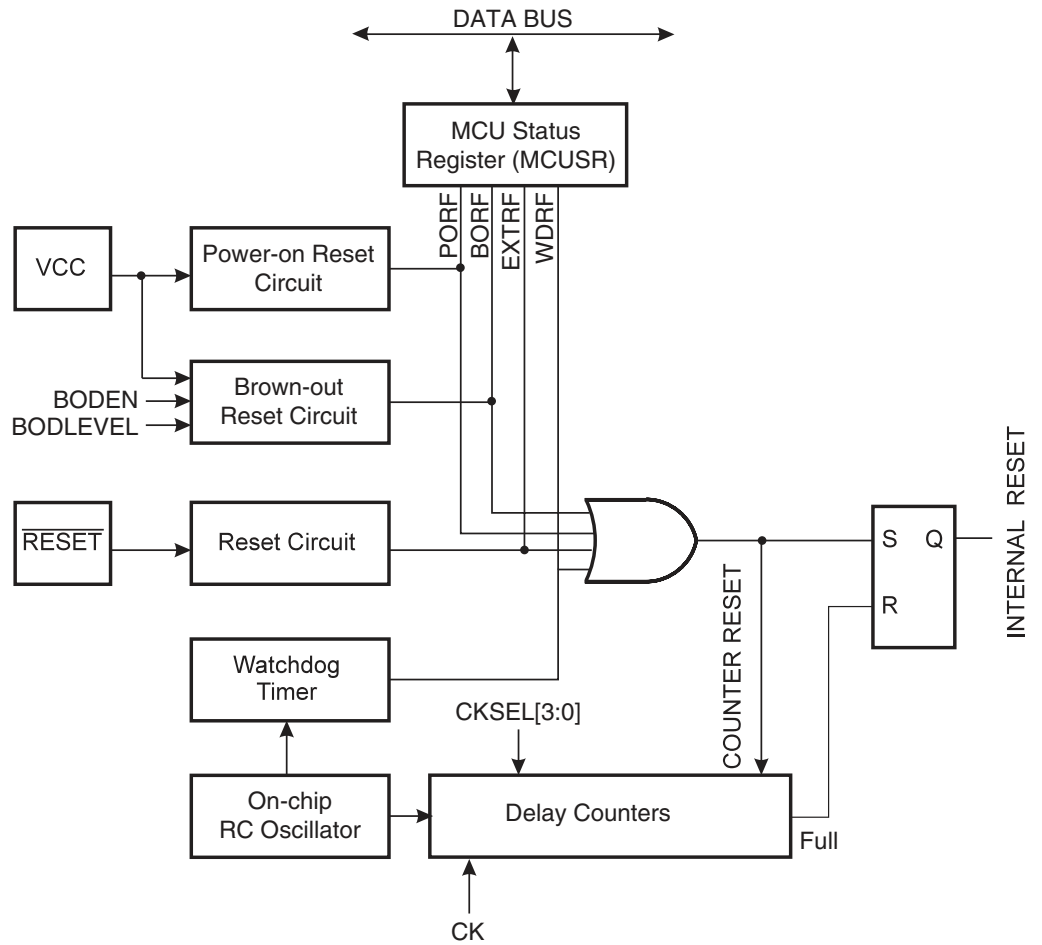 DATA BUS
MCU Status
Register (MCUSR)
PORF
BORF
EXTRF
WDRF
VCC
Power-on Reset
Circuit
BODEN
BODLEVEL
Brown-out
Reset Circuit
RESET
Reset Circuit
S
Q
R
INTERNAL RESET
COUNTER RESET
Watchdog
Timer
CKSEL[3:0]
On-chip
RC Oscillator
Delay Counters
Full
CK